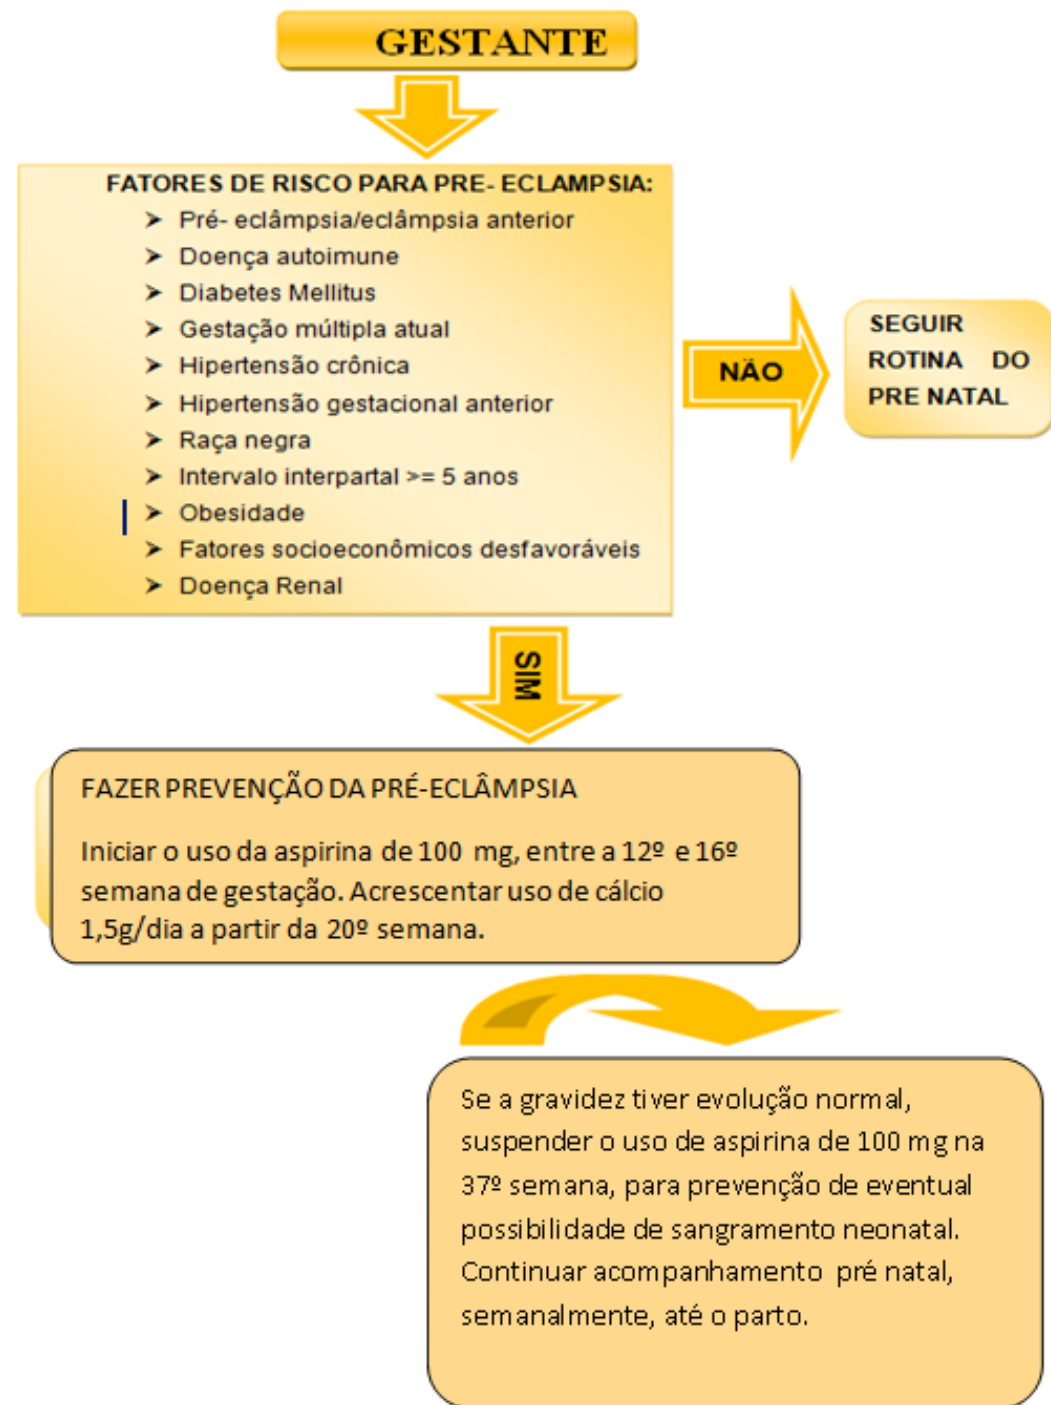 GESTANTE
FATORES DE RISCO PARA PRE- ECLAMPSIA:
➤ Pré- eclâmpsia/eclâmpsia anterior
➤ Doença autoimune
➤ Diabetes Mellitus
➤ Gestação múltipla atual
➤ Hipertensão crônica
➤ Hipertensão gestacional anterior
➤ Raça negra
➤ Intervalo interpartal >= 5 anos
➤ Obesidade
➤ Fatores socioeconômicos desfavoráveis
➤ Doença Renal
NÃO
SEGUIR
ROTINA DO
PRE NATAL
SIM
FAZER PREVENÇÃO DA PRÉ-ECLÂMPSIA
Iniciar o uso da aspirina de 100 mg, entre a 12º e 16º
semana de gestação. Acrescentar uso de cálcio
1,5g/dia a partir da 20º semana.
Se a gravidez tiver evolução normal,
suspender o uso de aspirina de 100 mg na
37º semana, para prevenção de eventual
possibilidade de sangramento neonatal.
Continuar acompanhamento pré natal,
semanalmente, até o parto.